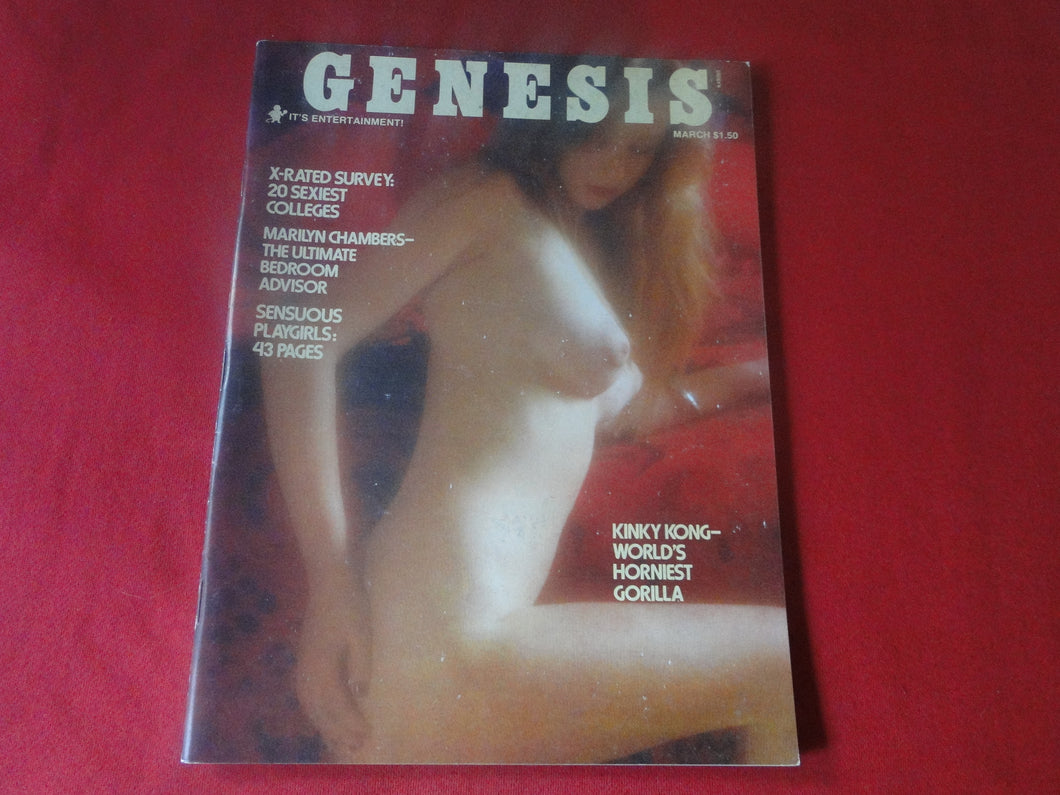 GENESIS
IT'S ENTERTAINMENT!
MARCH $1.50
X-RATED SURVEY:
20 SEXIEST
COLLEGES
MARILYN CHAMBERS–
THE ULTIMATE
BEDROOM
ADVISOR
SENSUOUS
PLAYGIRLS:
43 PAGES
KINKY KONG–
WORLD'S
HORNIEST
GORILLA